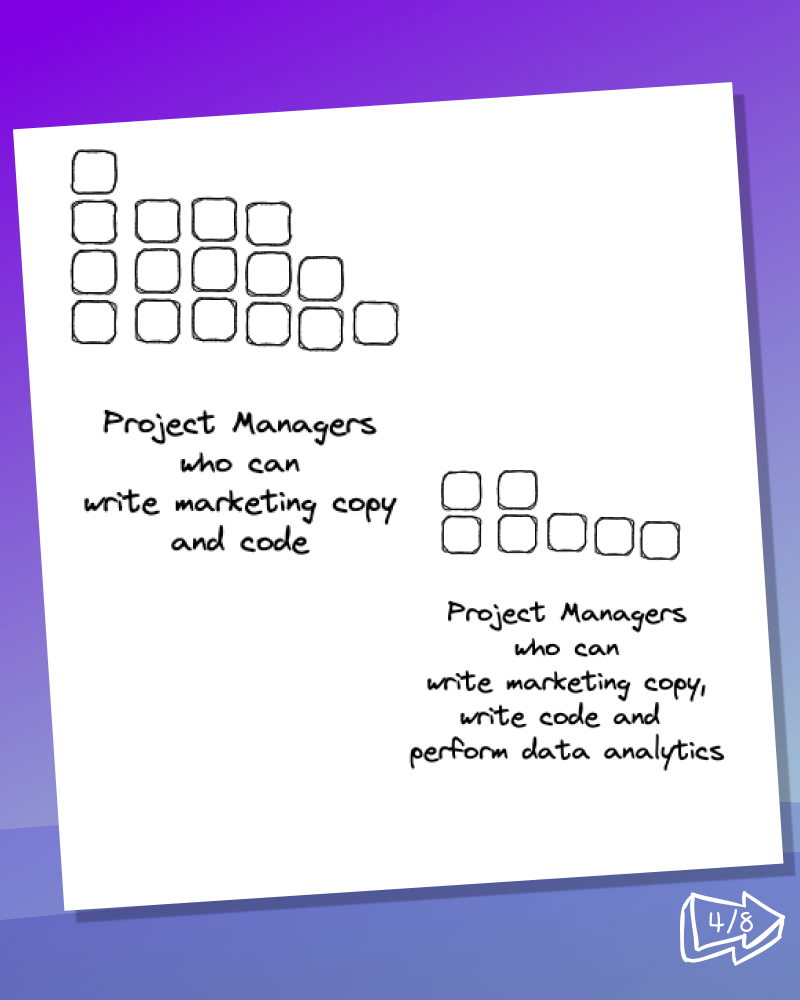 Project Managers
who can
write marketing copy
and code
Project Managers
who can
write marketing copy,
write code and
perform data analytics
4/8